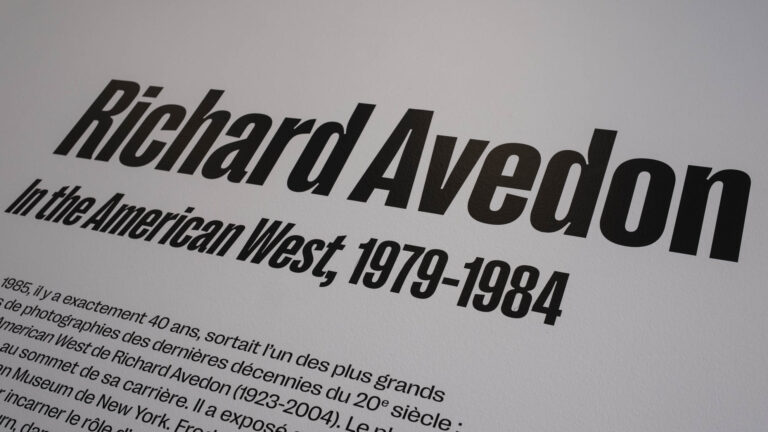 Richard Avedon
In the American West, 1979-1984
1985, il y a exactement 40 ans, sortait l'un des plus grands
de photographies des dernières décennies du 20e siècle :
American West de Richard Avedon (1923-2004). Le
au sommet de sa carrière. Il a exposé
Museum de New York.
incarner le rôle